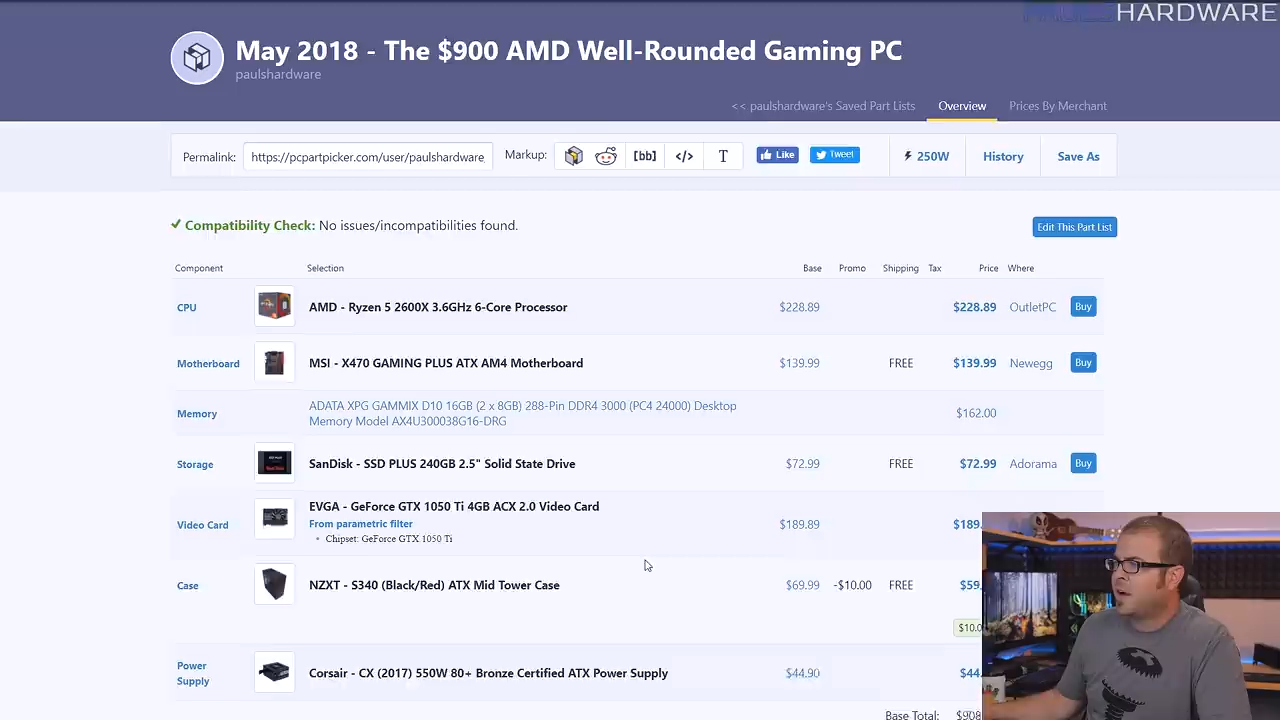 HARDWARE
May 2018 - The $900 AMD Well-Rounded Gaming PC
paulshardware
<< paulshardware's Saved Part Lists Overview Prices By Merchant
Permalink: https://pcpartpicker.com/user/paulshardware Markup: [bb] </> T Like Tweet 250W History Save As
Compatibility Check: No issues/incompatibilities found. Edit This Part List
Component Selection Base Promo Shipping Tax Price Where
CPU AMD - Ryzen 5 2600X 3.6GHz 6-Core Processor $228.89 $228.89 OutletPC Buy
Motherboard MSI - X470 GAMING PLUS ATX AM4 Motherboard $139.99 FREE $139.99 Newegg Buy
Memory ADATA XPG GAMMIX D10 16GB (2 x 8GB) 288-Pin DDR4 3000 (PC4 24000) Desktop $162.00
Memory Model AX4U300038G16-DRG
Storage SanDisk - SSD PLUS 240GB 2.5" Solid State Drive $72.99 FREE $72.99 Adorama Buy
Video Card EVGA - GeForce GTX 1050 Ti 4GB ACX 2.0 Video Card $189.89 $189.
From parametric filter
• Chipset: GeForce GTX 1050 Ti
Case NZXT - S340 (Black/Red) ATX Mid Tower Case $69.99 -$10.00 FREE $59
$10.0
Power Supply Corsair - CX (2017) 550W 80+ Bronze Certified ATX Power Supply $44.90 $44
Base Total: $908